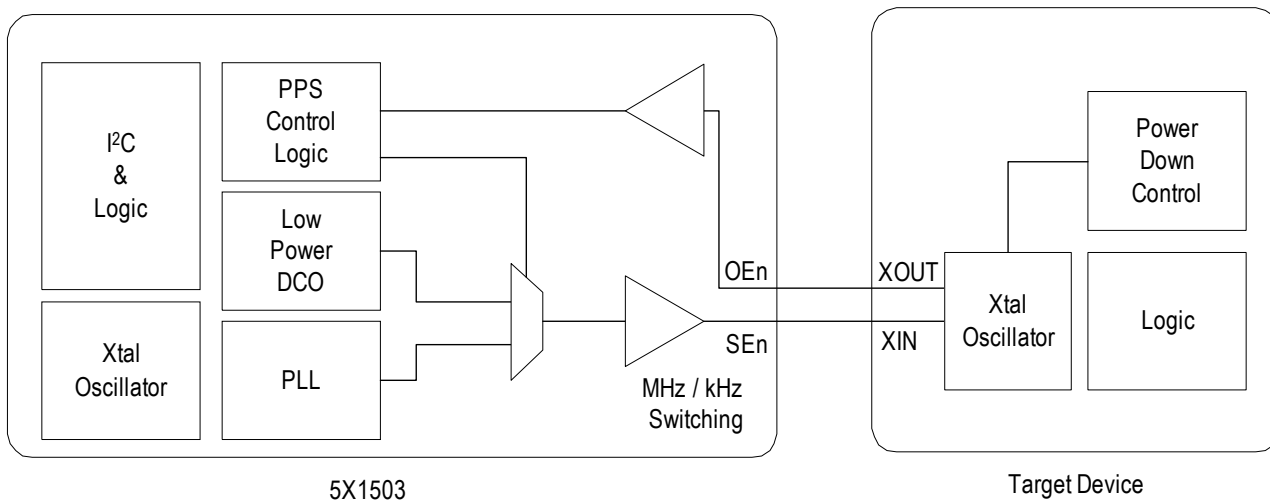 I²C
&
Logic
PPS
Control
Logic
Low
Power
DCO
Xtal
Oscillator
PLL
OEn
SEn
MHz / kHz
Switching
5X1503
XOUT
XIN
Power
Down
Control
Xtal
Oscillator
Logic
Target Device